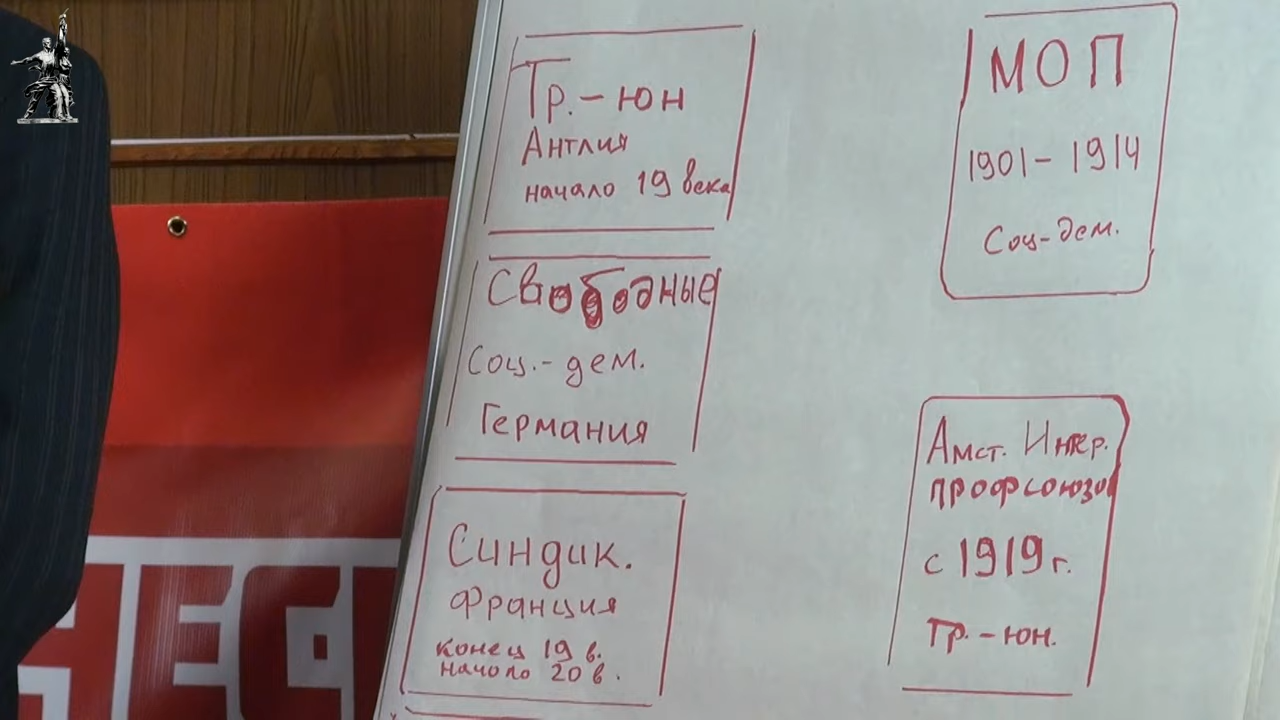 Тр.-юн
Англия
начало 19 века
Свободные
Соц.-дем.
Германия
Синдик.
Франция
конец 19 в.
начало 20 в.
МОП
1901-1914
Соц-дем.
Амст. Интер.
профсоюзов
с 1919 г.
Тр.-юн.